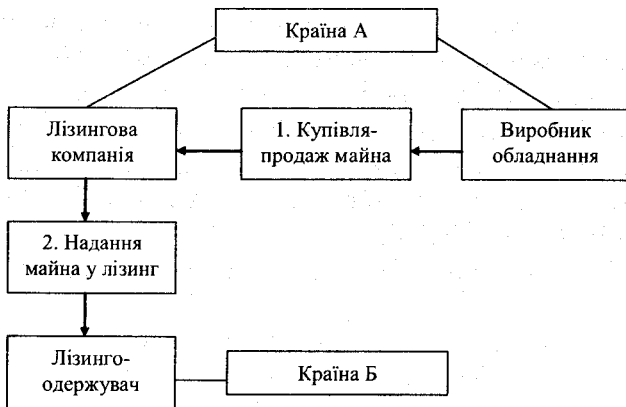 Країна А
Лізингова
компанія
1. Купівля-
продаж майна
Виробник
обладнання
2. Надання
майна у лізинг
Лізинго-
одержувач
Країна Б